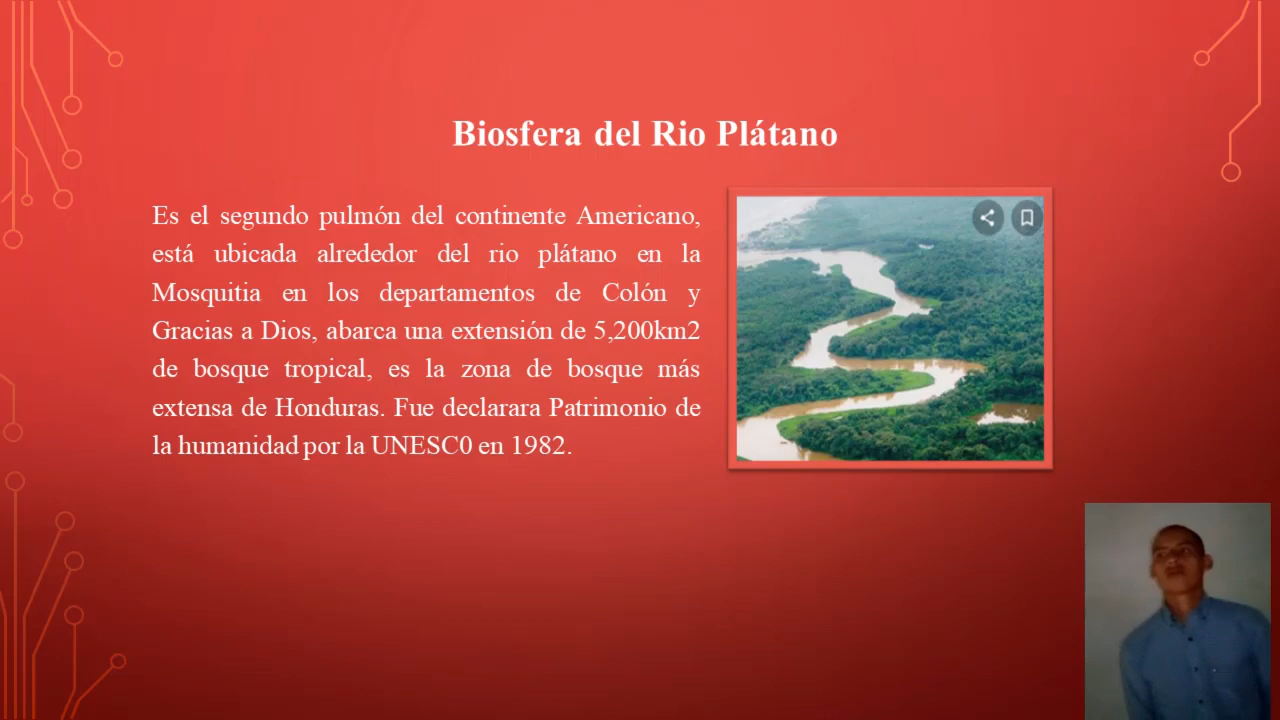 Biosfera del Rio Plátano
Es el segundo pulmón del continente Americano,
está ubicada alrededor del rio plátano en la
Mosquitia en los departamentos de Colón y
Gracias a Dios, abarca una extensión de 5,200km2
de bosque tropical, es la zona de bosque más
extensa de Honduras. Fue declarara Patrimonio de
la humanidad por la UNESC0 en 1982.